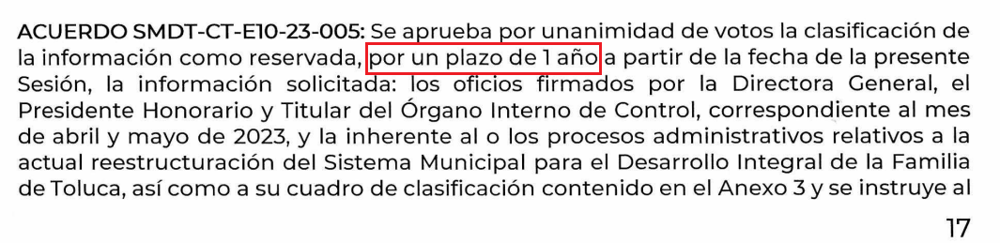 ACUERDO SMDT-CT-E10-23-005: Se aprueba por unanimidad de votos la clasificación de
la información como reservada, por un plazo de 1 año a partir de la fecha de la presente
Sesión, la información solicitada: los oficios firmados por la Directora General, el
Presidente Honorario y Titular del Órgano Interno de Control, correspondiente al mes
de abril y mayo de 2023, y la inherente al o los procesos administrativos relativos a la
actual reestructuración del Sistema Municipal para el Desarrollo Integral de la Familia
de Toluca, así como a su cuadro de clasificación contenido en el Anexo 3 y se instruye al
17